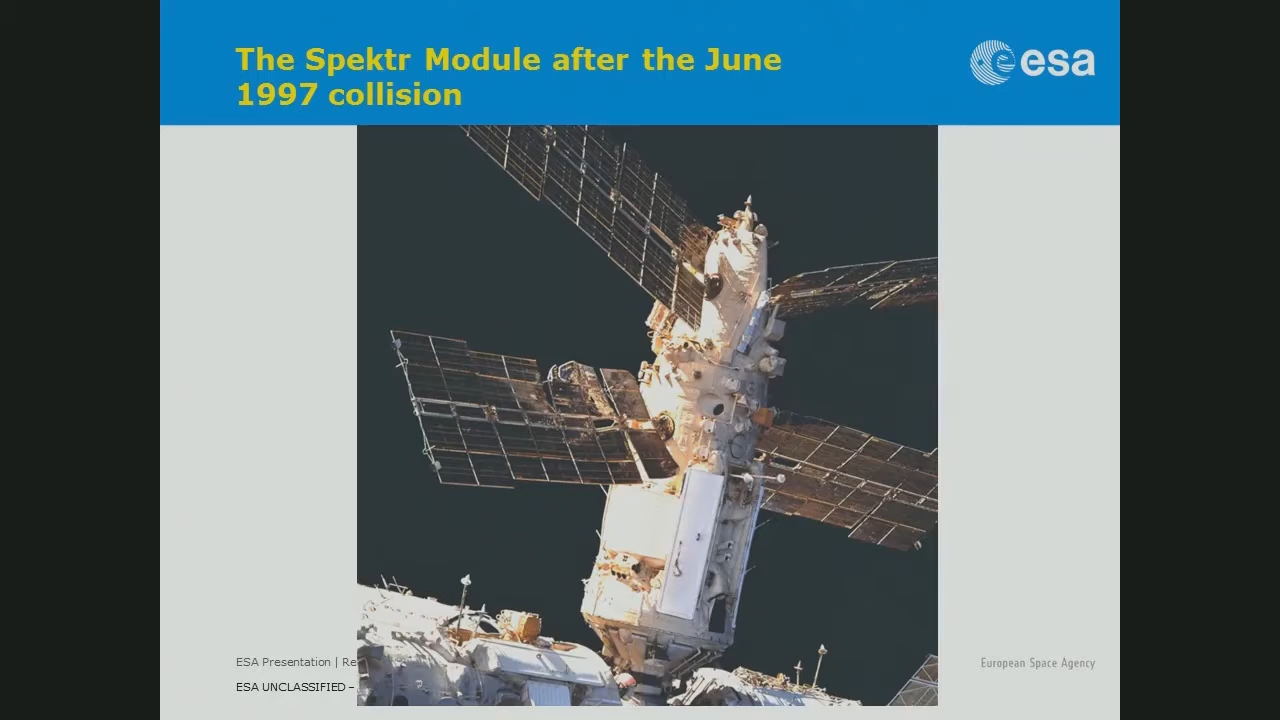 The Spektr Module after the June
1997 collision
esa
ESA Presentation | Re
European Space Agency
ESA UNCLASSIFIED –